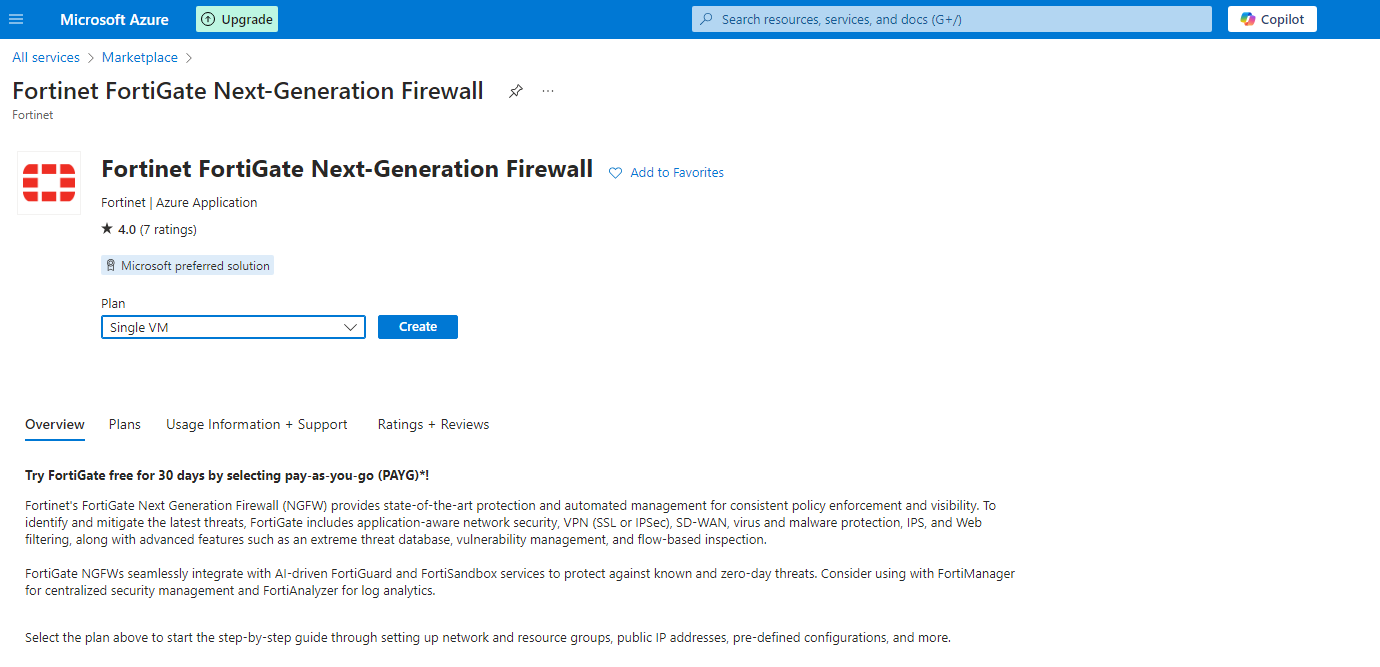 Microsoft Azure
Upgrade
Search resources, services, and docs (G+/)
Copilot
All services > Marketplace >
Fortinet FortiGate Next-Generation Firewall
Fortinet
Fortinet FortiGate Next-Generation Firewall
Add to Favorites
Fortinet | Azure Application
★ 4.0 (7 ratings)
Microsoft preferred solution
Plan
Single VM
Create
Overview
Plans
Usage Information + Support
Ratings + Reviews
Try FortiGate free for 30 days by selecting pay-as-you-go (PAYG)*!
Fortinet's FortiGate Next Generation Firewall (NGFW) provides state-of-the-art protection and automated management for consistent policy enforcement and visibility. To
identify and mitigate the latest threats, FortiGate includes application-aware network security, VPN (SSL or IPSec), SD-WAN, virus and malware protection, IPS, and Web
filtering, along with advanced features such as an extreme threat database, vulnerability management, and flow-based inspection.
FortiGate NGFWs seamlessly integrate with AI-driven FortiGuard and FortiSandbox services to protect against known and zero-day threats. Consider using with FortiManager
for centralized security management and FortiAnalyzer for log analytics.
Select the plan above to start the step-by-step guide through setting up network and resource groups, public IP addresses, pre-defined configurations, and more.